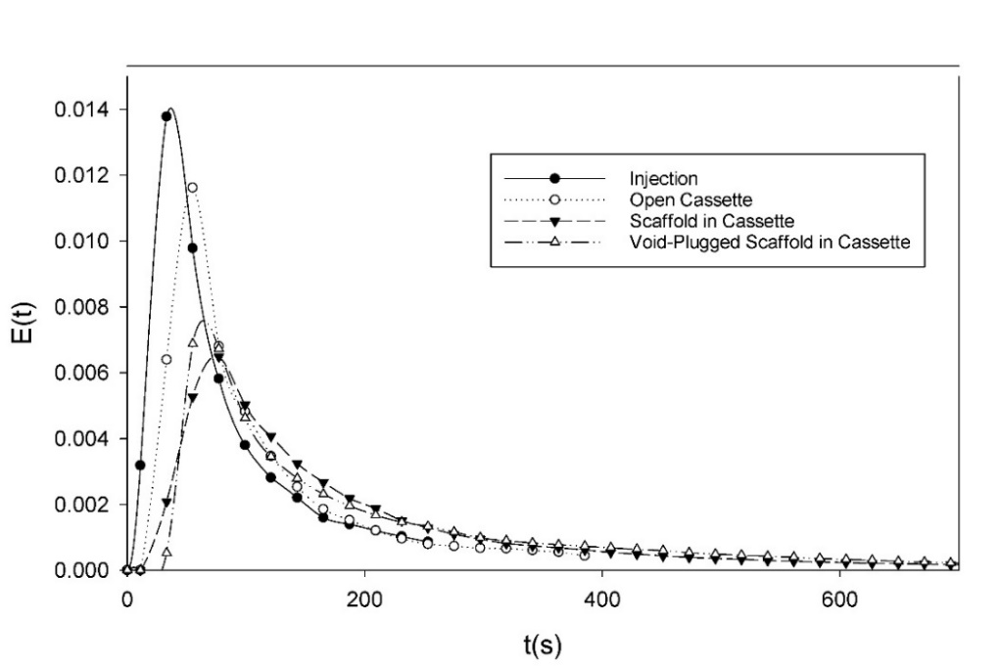 0.014
0.012
0.010
0.008
0.006
0.004
0.002
0.000
E(t)
Injection
Open Cassette
Scaffold in Cassette
Void-Plugged Scaffold in Cassette
0 200 400 600
t(s)